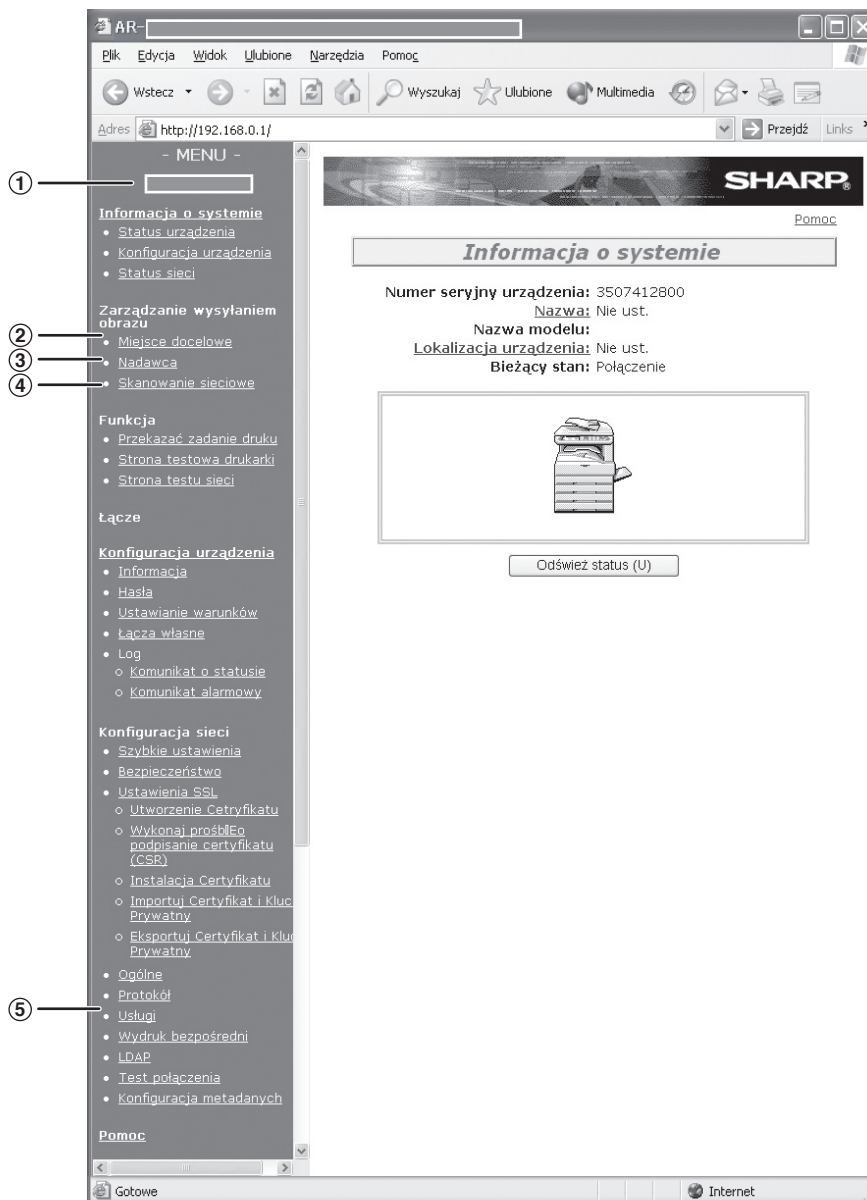 AR-
Plik Edycja Widok Ulubione Narzędzia Pomoc
Wstecz Wyszukaj Ulubione Multimedia
Adres http://192.168.0.1/ Przejdź Links
- MENU -
①
Informacja o systemie
• Status urządzenia
• Konfiguracja urządzenia
• Status sieci
Zarządzanie wysyłaniem
obrazu
② • Miejsce docelowe
③ • Nadawca
④ • Skanowanie sieciowe
Funkcja
• Przekazać zadanie druku
• Strona testowa drukarki
• Strona testu sieci
Łącze
Konfiguracja urządzenia
• Informacja
• Hasła
• Ustawianie warunków
• Łącza własne
• Log
o Komunikat o statusie
o Komunikat alarmowy
Konfiguracja sieci
• Szybkie ustawienia
• Bezpieczeństwo
• Ustawienia SSL
o Utworzenie Cetryfikatu
o Wykonaj prośb▯Eo
podpisanie certyfikatu
(CSR)
o Instalacja Certyfikatu
o Importuj Certyfikat i Kluc
Prywatny
o Eksportuj Certyfikat i Kluc
Prywatny
• Ogólne
• Protokół
⑤ • Usługi
• Wydruk bezpośredni
• LDAP
• Test połączenia
• Konfiguracja metadanych
Pomoc
SHARP®
Pomoc
Informacja o systemie
Numer seryjny urządzenia: 3507412800
Nazwa: Nie ust.
Nazwa modelu:
Lokalizacja urządzenia: Nie ust.
Bieżący stan: Połączenie
Odśwież status (U)
Gotowe Internet